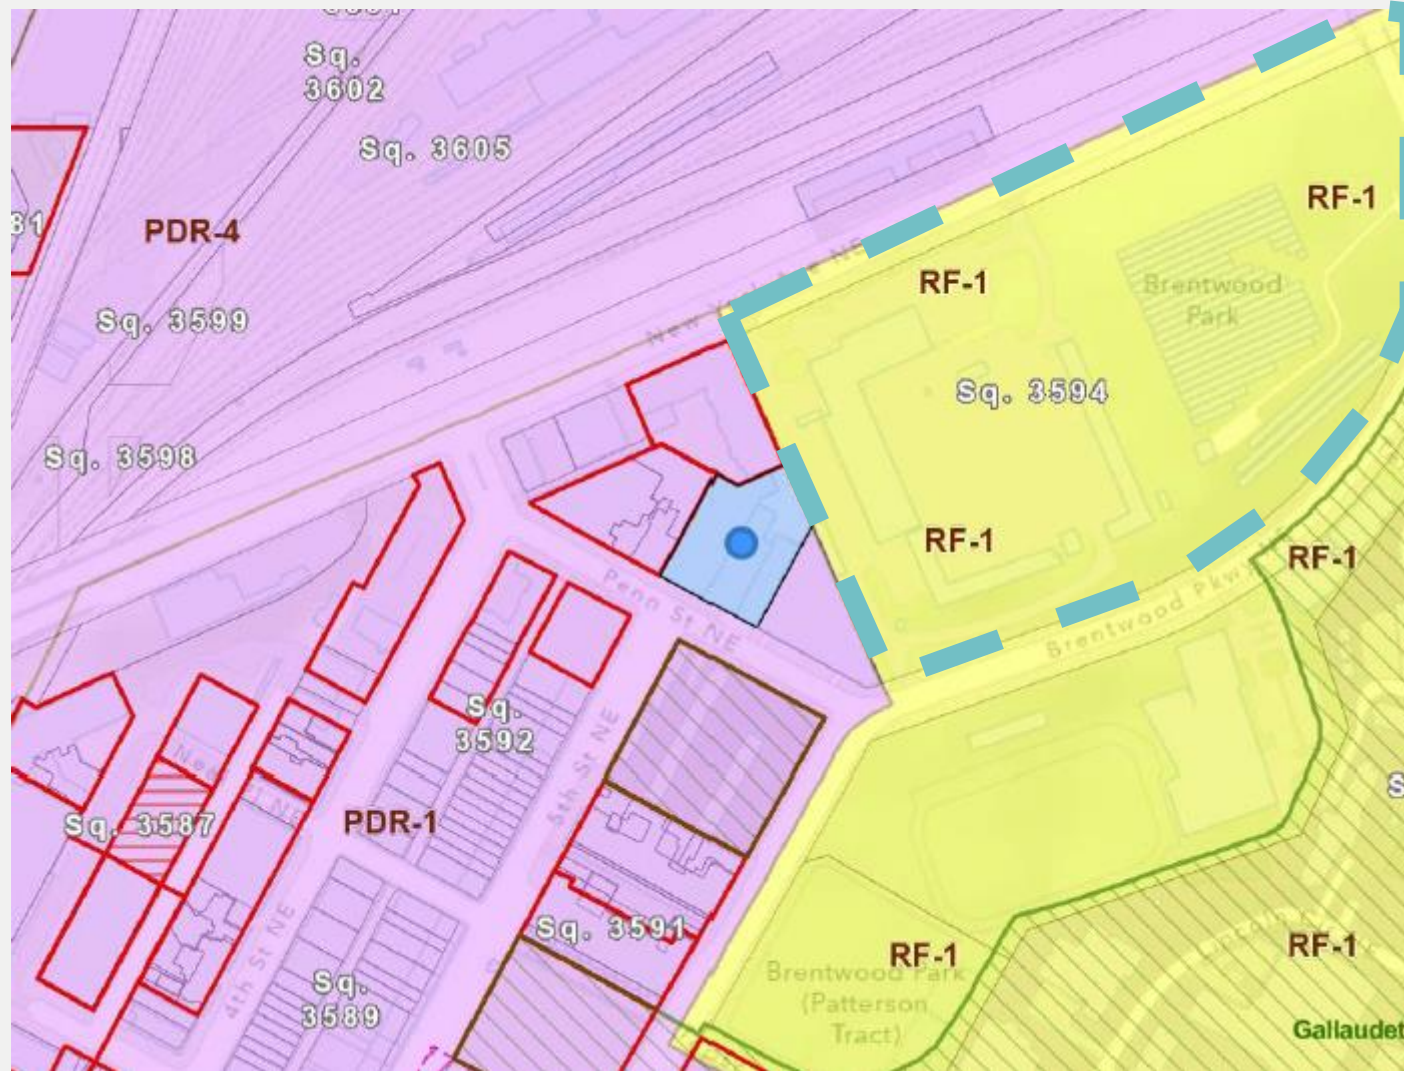 Sq.
3602
Sq. 3605
RF-1
81
PDR-4
RF-1
Brentwood
Park
Sq. 3599
Sq. 3594
Sq. 3598
RF-1
RF-1
Penn St NE
Brentwood Pkwy
Sq.
3592
5th St NE
PDR-1
Sq. 3587
Sq. 3591
RF-1
RF-1
Brentwood Park
(Patterson
Tract)
4th St NE
Sq.
3589
Gallaudet